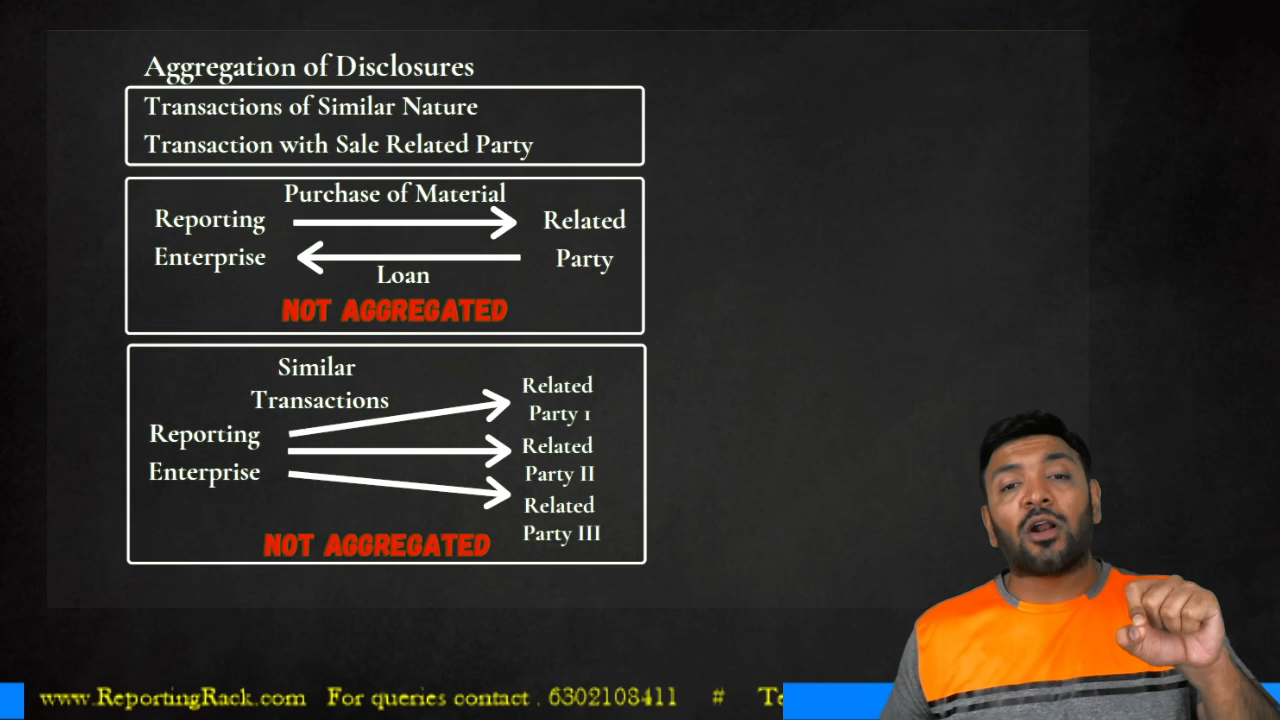 Aggregation of Disclosures
Transactions of Similar Nature
Transaction with Sale Related Party
Purchase of Material
Reporting
Enterprise
Related
Party
Loan
NOT AGGREGATED
Similar
Transactions
Reporting
Enterprise
Related
Party 1
Related
Party II
Related
Party III
NOT AGGREGATED
www.ReportingRack.com For queries contact . 6302108411 #